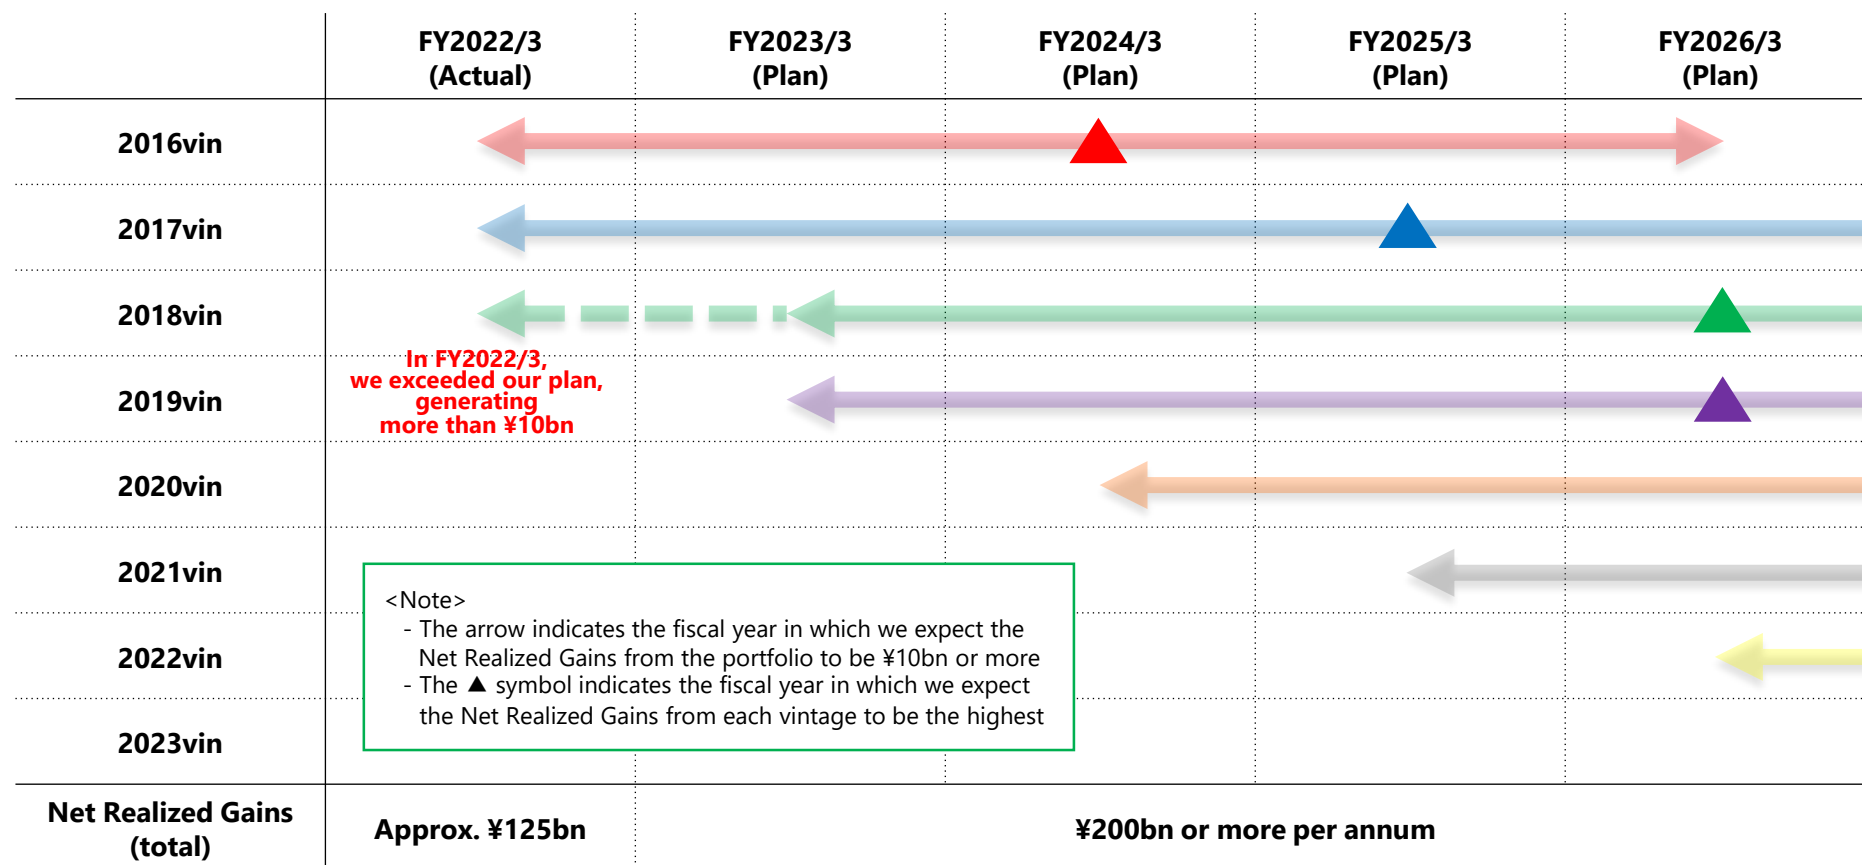 FY2022/3
(Actual)
FY2023/3
(Plan)
FY2024/3
(Plan)
FY2025/3
(Plan)
FY2026/3
(Plan)
2016vin
2017vin
2018vin
In FY2022/3,
we exceeded our plan,
generating
more than ¥10bn
2019vin
2020vin
2021vin
2022vin
2023vin
<Note>
- The arrow indicates the fiscal year in which we expect the
Net Realized Gains from the portfolio to be ¥10bn or more
- The ▲ symbol indicates the fiscal year in which we expect
the Net Realized Gains from each vintage to be the highest
Net Realized Gains
(total)
Approx. ¥125bn
¥200bn or more per annum